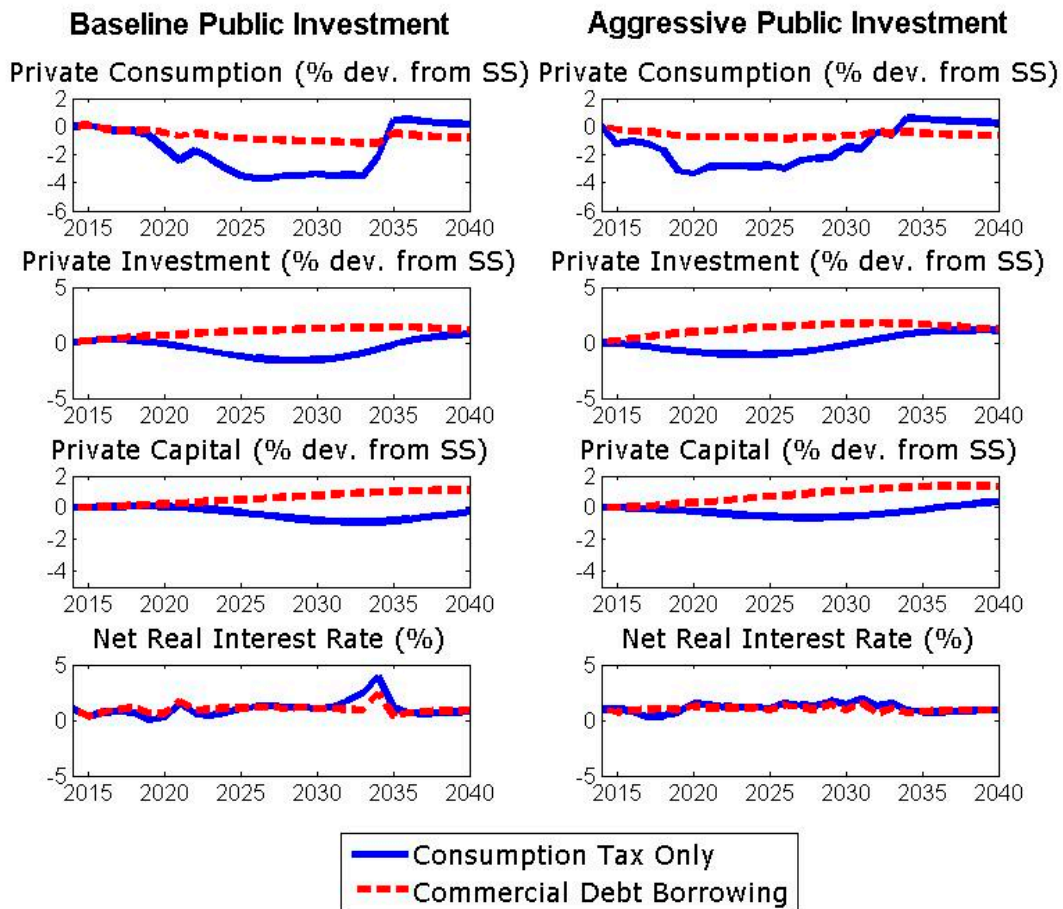 Baseline Public Investment
Aggressive Public Investment
Private Consumption (% dev. from SS)
Private Consumption (% dev. from SS)
2
0
-2
-4
-6
2015 2020 2025 2030 2035 2040
2
0
-2
-4
-6
2015 2020 2025 2030 2035 2040
Private Investment (% dev. from SS)
Private Investment (% dev. from SS)
5
0
-5
2015 2020 2025 2030 2035 2040
5
0
-5
2015 2020 2025 2030 2035 2040
Private Capital (% dev. from SS)
Private Capital (% dev. from SS)
2
0
-2
-4
2015 2020 2025 2030 2035 2040
2
0
-2
-4
2015 2020 2025 2030 2035 2040
Net Real Interest Rate (%)
Net Real Interest Rate (%)
5
0
-5
2015 2020 2025 2030 2035 2040
5
0
-5
2015 2020 2025 2030 2035 2040
Consumption Tax Only
Commercial Debt Borrowing